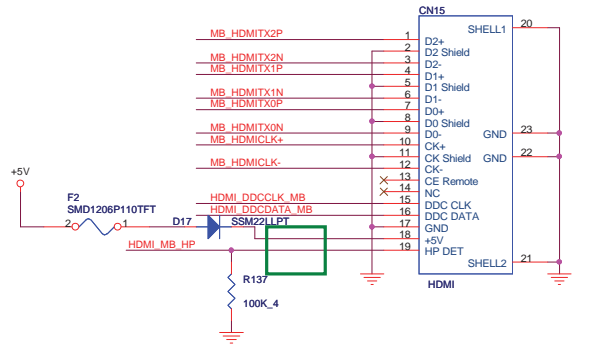 CN15
MB_HDMITX2P 1 D2+ SHELL1 20
2 D2 Shield
MB_HDMITX2N 3 D2-
MB_HDMITX1P 4 D1+
5 D1 Shield
MB_HDMITX1N 6 D1-
MB_HDMITX0P 7 D0+
8 D0 Shield
MB_HDMITX0N 9 D0- GND 23
MB_HDMICLK+ 10 CK+
11 CK Shield GND 22
MB_HDMICLK- 12 CK-
+5V 13 CE Remote
14 NC
HDMI_DDCCLK_MB 15 DDC CLK
F2
SMD1206P110TFT
HDMI_DDCDATA_MB 16 DDC DATA
2 1 D17 SSM22LLPT 17 GND
18 +5V
HDMI_MB_HP 19 HP DET
SHELL2 21
R137
HDMI
100K_4